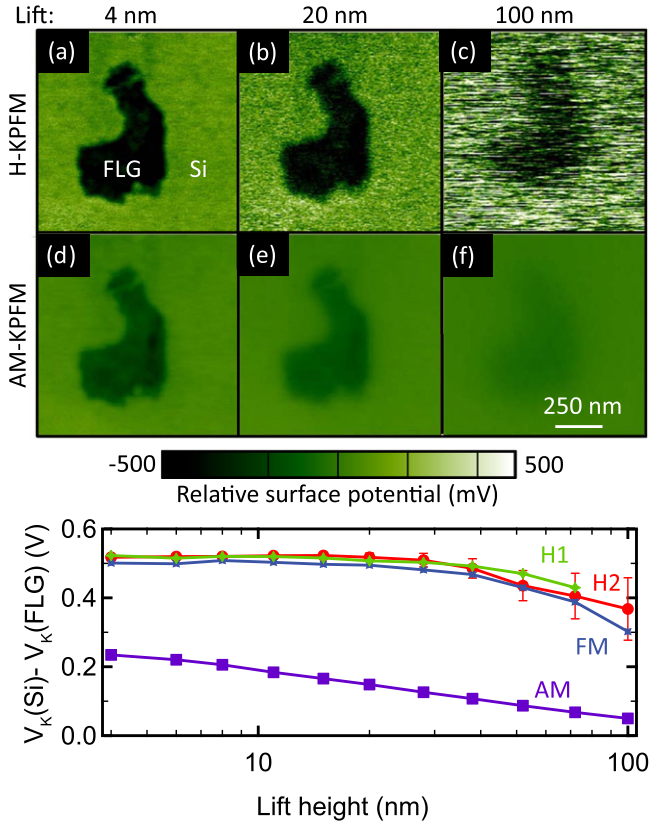 Lift: 4 nm 20 nm 100 nm
H-KPFM
(a) (b) (c)
FLG Si
AM-KPFM
(d) (e) (f)
250 nm
-500 500
Relative surface potential (mV)
V_K(Si)- V_K(FLG) (V)
0.6
0.4
0.2
0.0
H1
H2
FM
AM
10 100
Lift height (nm)